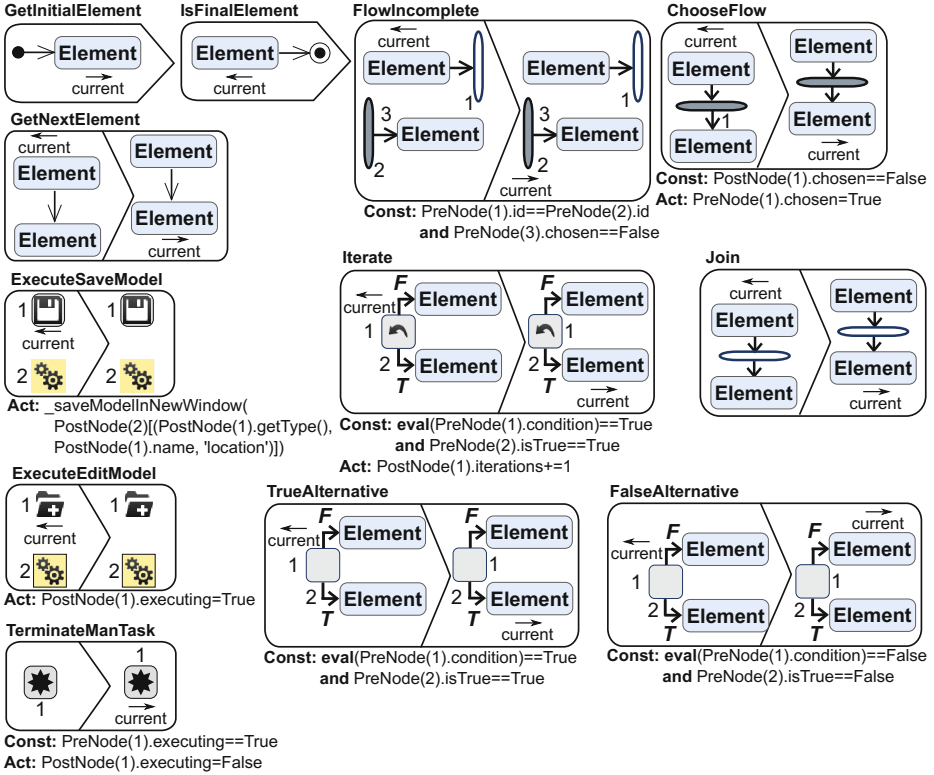 GetInitialElement
Element
current
IsFinalElement
Element
current
FlowIncomplete
current
Element
1
3
Element
2
Element
1
3
Element
2
current
Const: PreNode(1).id==PreNode(2).id
and PreNode(3).chosen==False
ChooseFlow
current
Element
1
Element
Element
Element
current
Const: PostNode(1).chosen==False
Act: PreNode(1).chosen=True
GetNextElement
current
Element
Element
Element
Element
current
ExecuteSaveModel
1
current
2
1
2
Act: _saveModelInNewWindow(
PostNode(2)[(PostNode(1).getType(),
PostNode(1).name, 'location')])
Iterate
F
current
Element
1
2
Element
T
F
Element
1
2
Element
T
current
Const: eval(PreNode(1).condition)==True
and PreNode(2).isTrue==True
Act: PostNode(1).iterations+=1
Join
current
Element
Element
Element
Element
current
ExecuteEditModel
1
current
2
1
2
Act: PostNode(1).executing=True
TrueAlternative
F
current
Element
1
2
Element
T
F
Element
1
2
Element
T
current
Const: eval(PreNode(1).condition)==True
and PreNode(2).isTrue==True
FalseAlternative
F
current
Element
1
2
Element
T
current
F
Element
1
2
Element
T
Const: eval(PreNode(1).condition)==False
and PreNode(2).isTrue==False
TerminateManTask
1
1
current
Const: PreNode(1).executing==True
Act: PostNode(1).executing=False